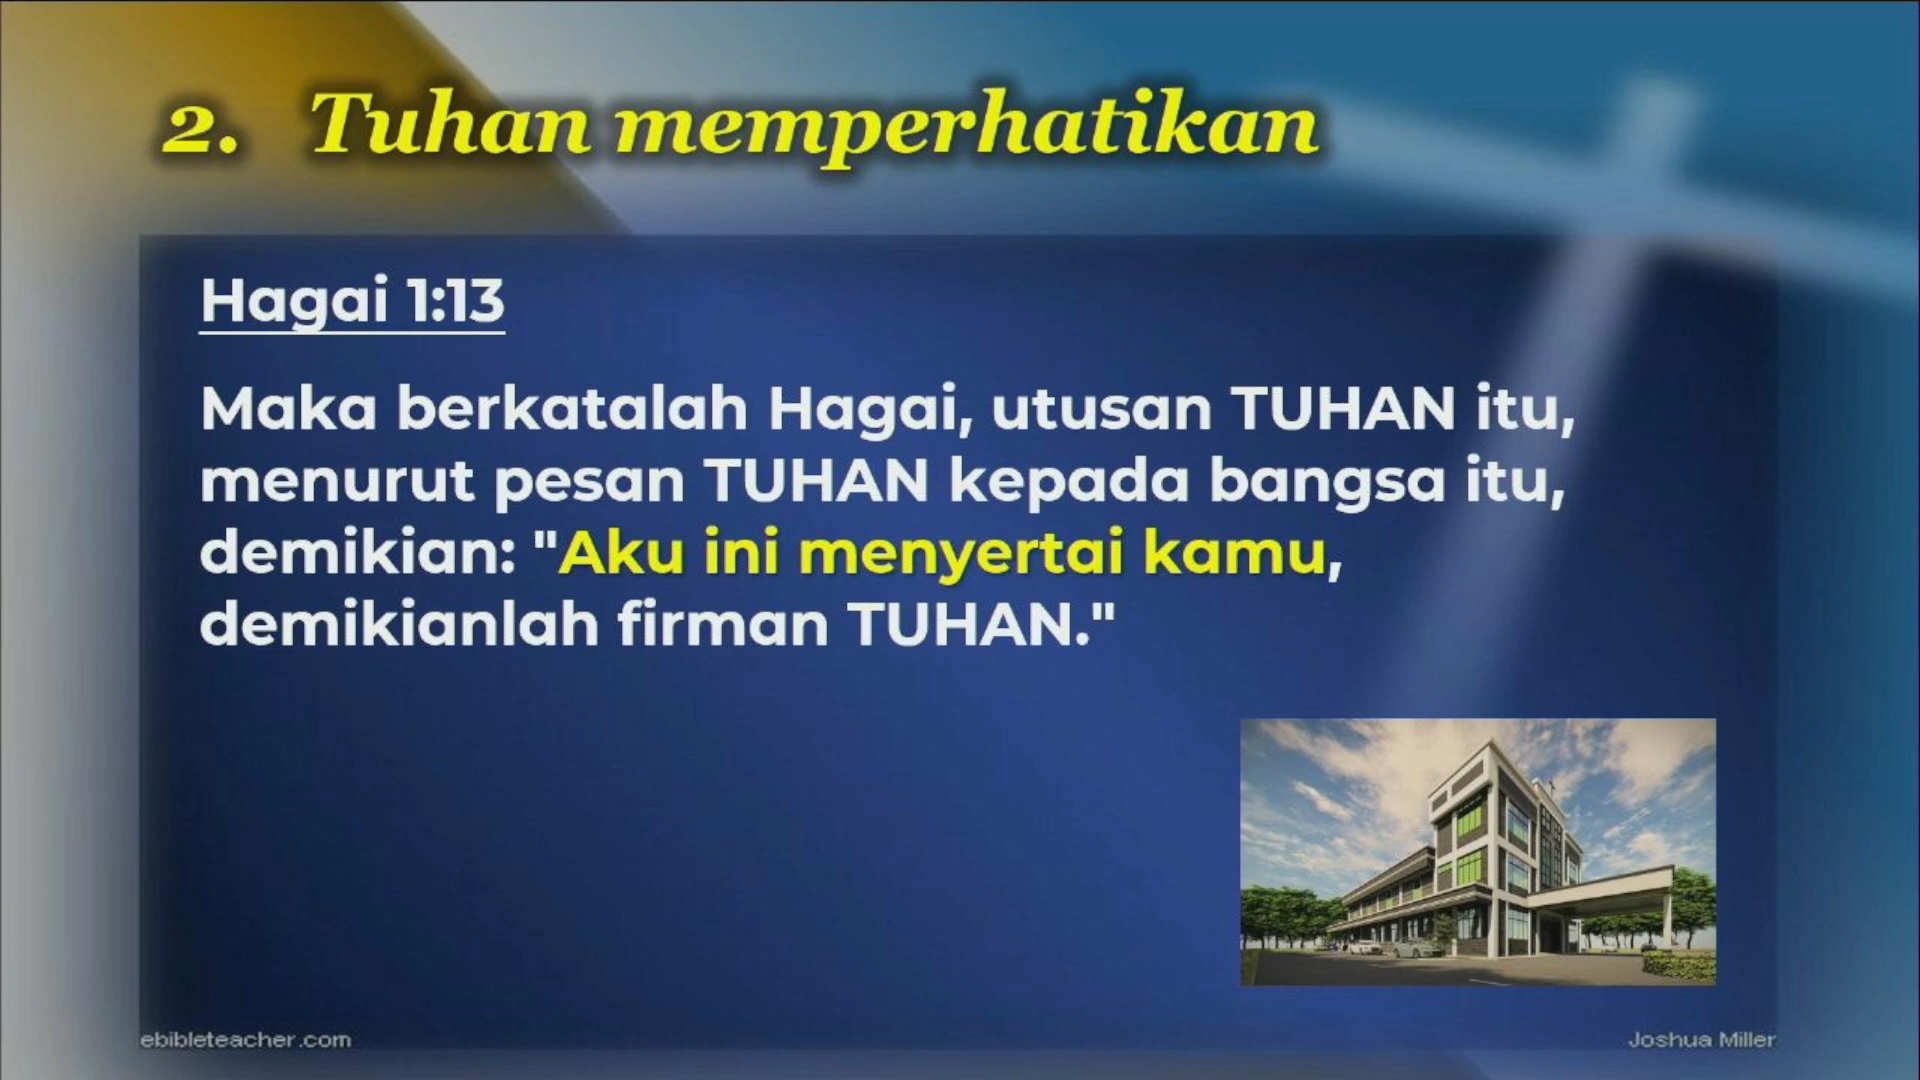 2. Tuhan memperhatikan
Hagai 1:13
Maka berkatalah Hagai, utusan TUHAN itu,
menurut pesan TUHAN kepada bangsa itu,
demikian: "Aku ini menyertai kamu,
demikianlah firman TUHAN."
ebibleteacher.com
Joshua Miller